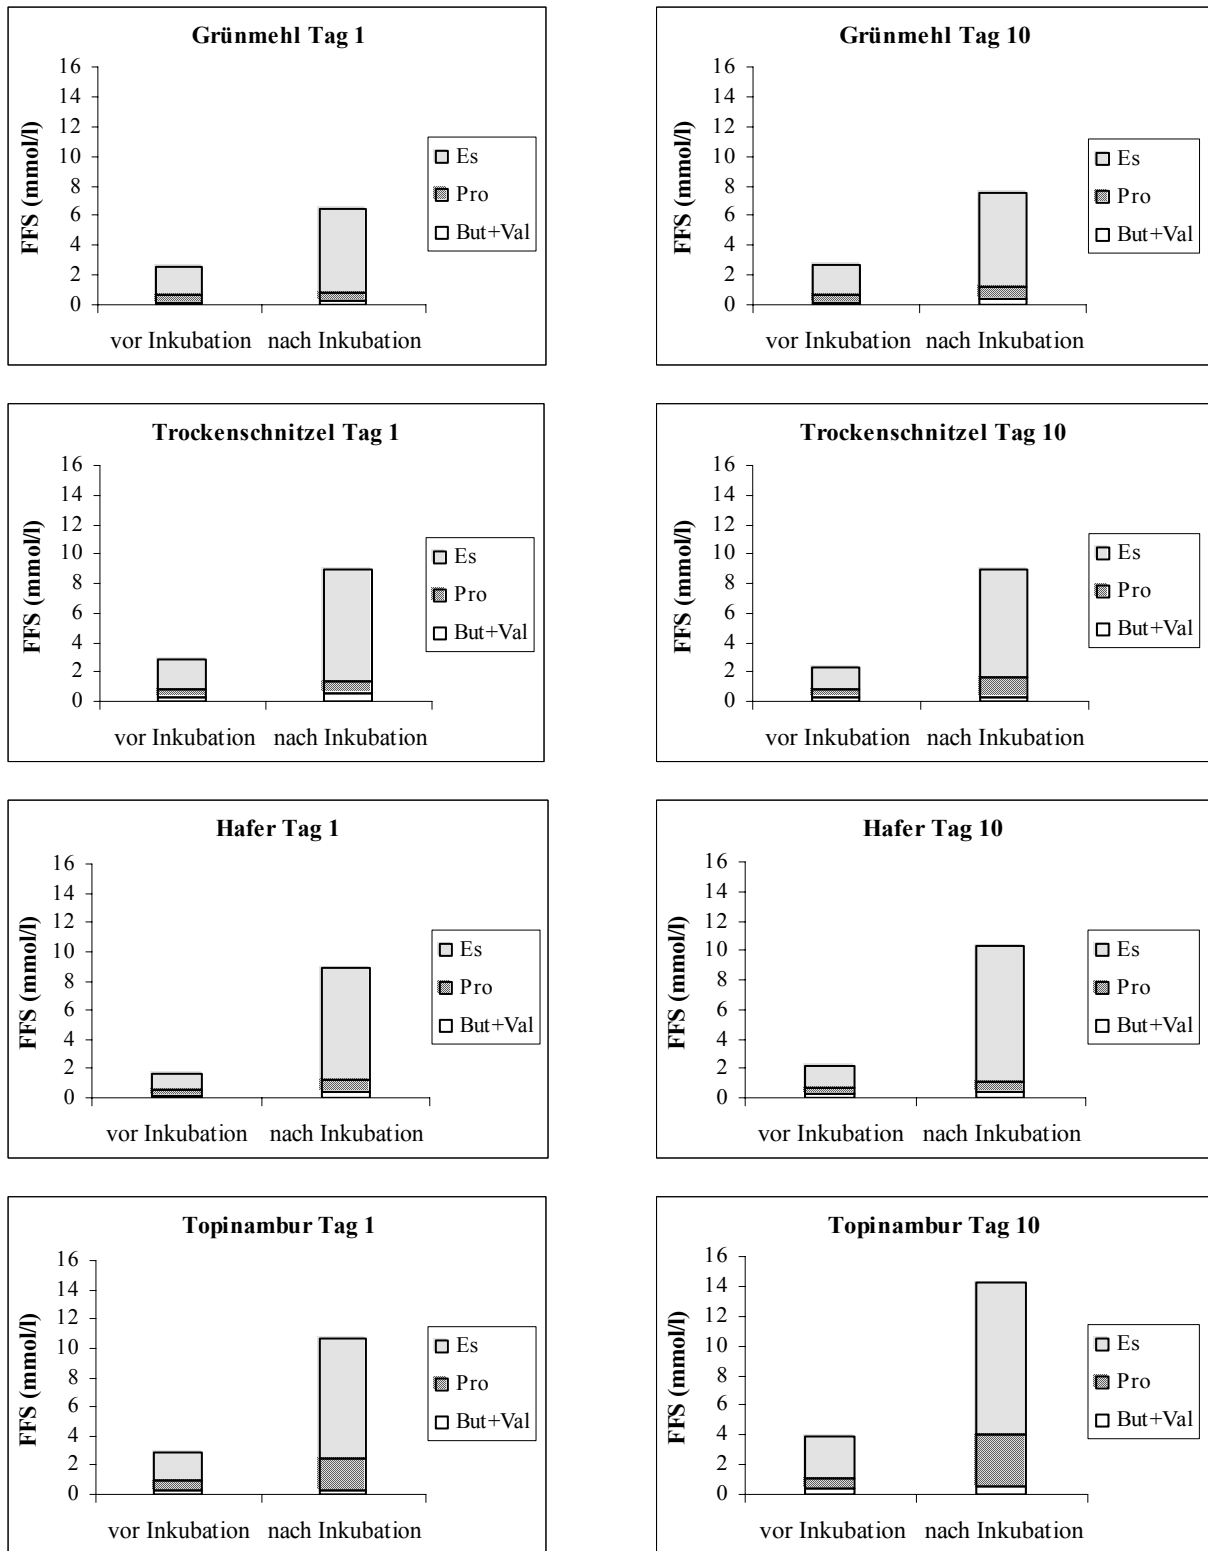 Grünmehl Tag 1
FFS (mmol/l)
16
14
12
10
8
6
4
2
0
vor Inkubation nach Inkubation
Es
Pro
But+Val
Grünmehl Tag 10
FFS (mmol/l)
16
14
12
10
8
6
4
2
0
vor Inkubation nach Inkubation
Es
Pro
But+Val
Trockenschnitzel Tag 1
FFS (mmol/l)
16
14
12
10
8
6
4
2
0
vor Inkubation nach Inkubation
Es
Pro
But+Val
Trockenschnitzel Tag 10
FFS (mmol/l)
16
14
12
10
8
6
4
2
0
vor Inkubation nach Inkubation
Es
Pro
But+Val
Hafer Tag 1
FFS (mmol/l)
16
14
12
10
8
6
4
2
0
vor Inkubation nach Inkubation
Es
Pro
But+Val
Hafer Tag 10
FFS (mmol/l)
16
14
12
10
8
6
4
2
0
vor Inkubation nach Inkubation
Es
Pro
But+Val
Topinambur Tag 1
FFS (mmol/l)
16
14
12
10
8
6
4
2
0
vor Inkubation nach Inkubation
Es
Pro
But+Val
Topinambur Tag 10
FFS (mmol/l)
16
14
12
10
8
6
4
2
0
vor Inkubation nach Inkubation
Es
Pro
But+Val